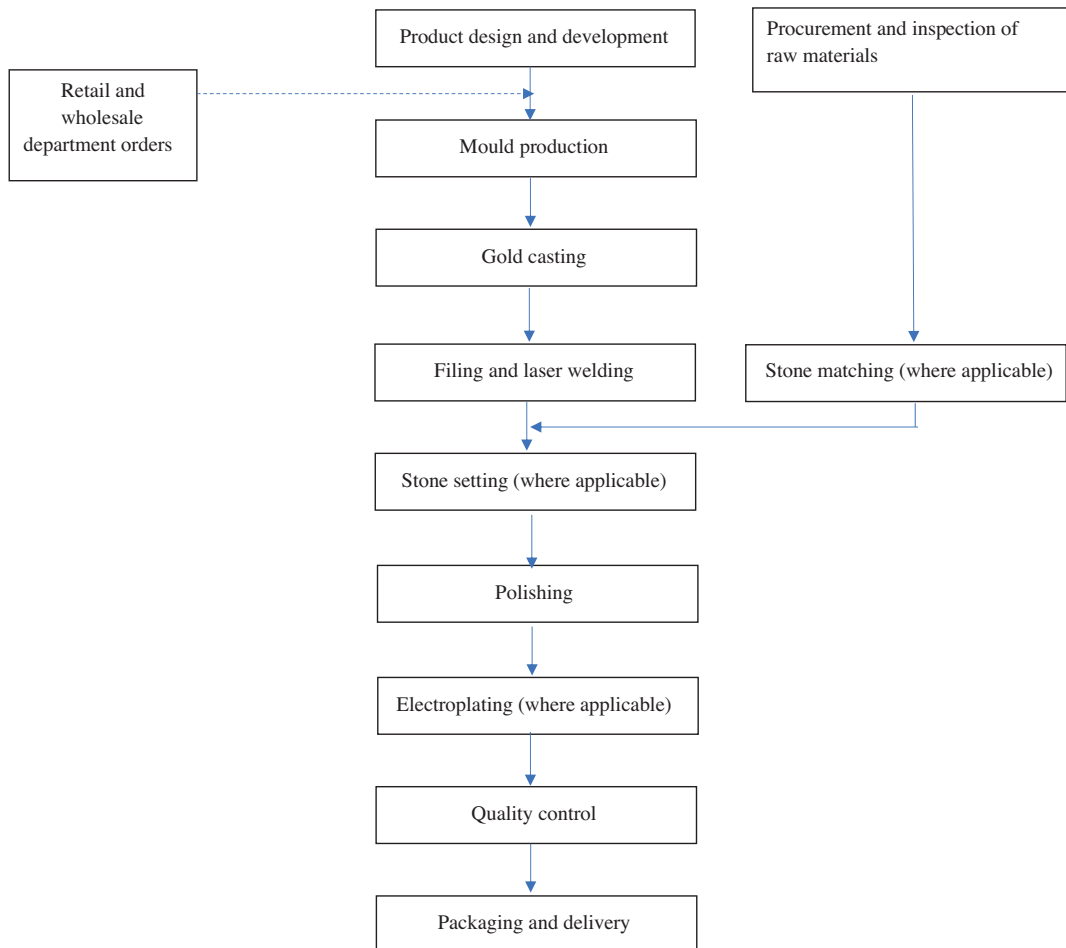 Product design and development
Procurement and inspection of
raw materials
Retail and
wholesale
department orders
Mould production
Gold casting
Filing and laser welding
Stone matching (where applicable)
Stone setting (where applicable)
Polishing
Electroplating (where applicable)
Quality control
Packaging and delivery